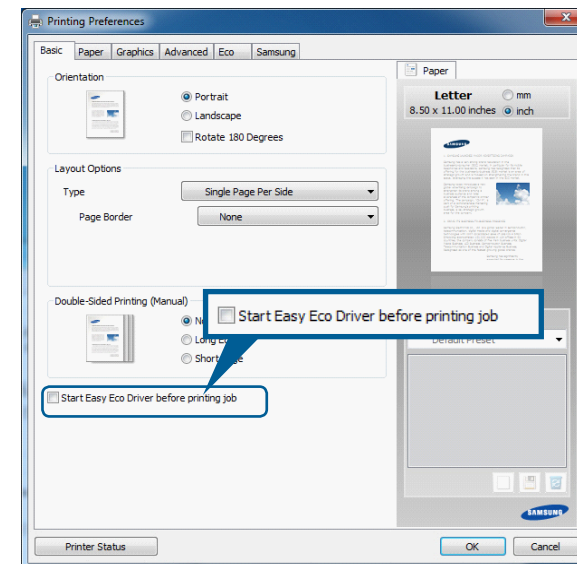 Printing Preferences
Basic Paper Graphics Advanced Eco Samsung
Orientation
Portrait
Landscape
Rotate 180 Degrees
Layout Options
Type Single Page Per Side
Page Border None
Double-Sided Printing (Manual)
Long
Short
Start Easy Eco Driver before printing job
Start Easy Eco Driver before printing job
Paper
Letter mm
8.50 x 11.00 inches inch
SAMSUNG
Default Preset
SAMSUNG
Printer Status OK Cancel